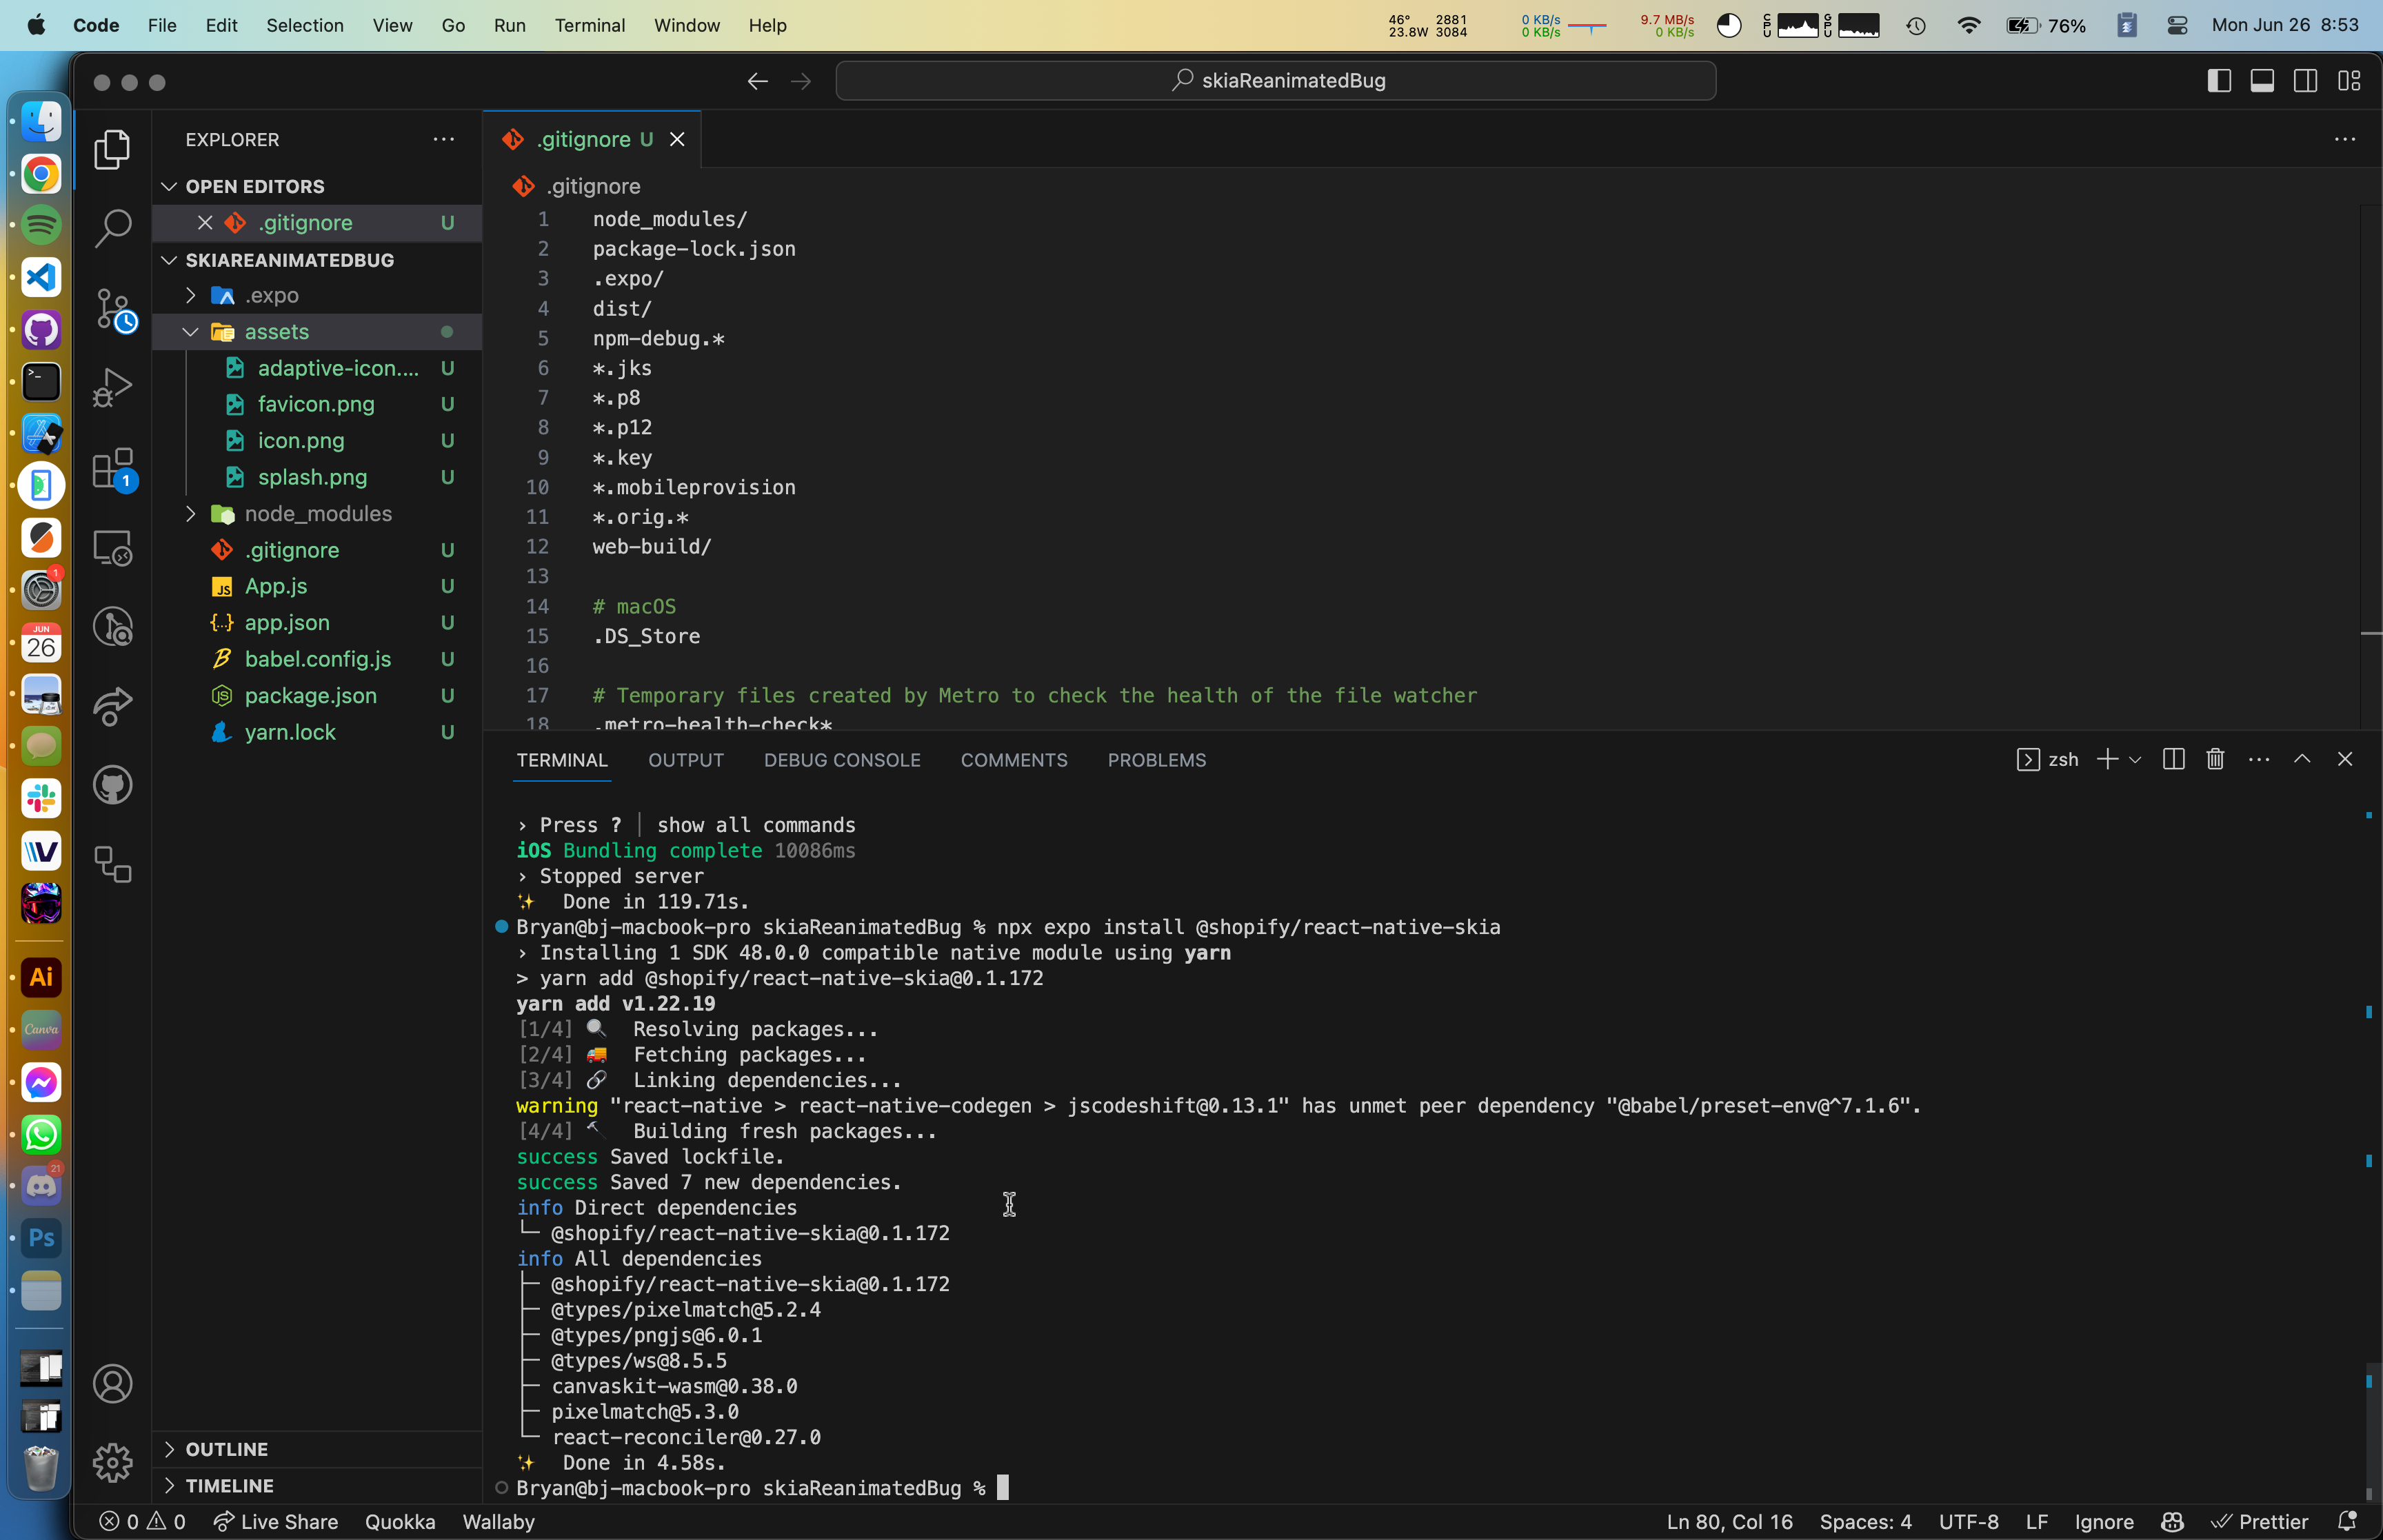 Code File Edit Selection View Go Run Terminal Window Help
46° 2881
23.8W 3084
0 KB/s
0 KB/s
9.7 MB/s
0 KB/s
CPU
GPU
76%
Mon Jun 26 8:53
skiaReanimatedBug
EXPLORER
OPEN EDITORS
.gitignore U
SKIAREANIMATEDBUG
.expo
assets
adaptive-icon.... U
favicon.png U
icon.png U
splash.png U
node_modules
.gitignore U
App.js U
app.json U
babel.config.js U
package.json U
yarn.lock U
OUTLINE
TIMELINE
1
1
JUN
26
21
Ai
Canva
Ps
.gitignore U
.gitignore
1 node_modules/
2 package-lock.json
3 .expo/
4 dist/
5 npm-debug.*
6 *.jks
7 *.p8
8 *.p12
9 *.key
10 *.mobileprovision
11 *.orig.*
12 web-build/
13
14 # macOS
15 .DS_Store
16
17 # Temporary files created by Metro to check the health of the file watcher
18 .metro-health-check*
TERMINAL OUTPUT DEBUG CONSOLE COMMENTS PROBLEMS
zsh
› Press ? │ show all commands
iOS Bundling complete 10086ms
› Stopped server
✨ Done in 119.71s.
Bryan@bj-macbook-pro skiaReanimatedBug % npx expo install @shopify/react-native-skia
› Installing 1 SDK 48.0.0 compatible native module using yarn
> yarn add @shopify/react-native-skia@0.1.172
yarn add v1.22.19
[1/4] 🔍 Resolving packages...
[2/4] 🚚 Fetching packages...
[3/4] 🔗 Linking dependencies...
warning "react-native > react-native-codegen > jscodeshift@0.13.1" has unmet peer dependency "@babel/preset-env@^7.1.6".
[4/4] 🔨 Building fresh packages...
success Saved lockfile.
success Saved 7 new dependencies.
info Direct dependencies
└─ @shopify/react-native-skia@0.1.172
info All dependencies
├─ @shopify/react-native-skia@0.1.172
├─ @types/pixelmatch@5.2.4
├─ @types/pngjs@6.0.1
├─ @types/ws@8.5.5
├─ canvaskit-wasm@0.38.0
├─ pixelmatch@5.3.0
└─ react-reconciler@0.27.0
✨ Done in 4.58s.
Bryan@bj-macbook-pro skiaReanimatedBug %
0 0 Live Share Quokka Wallaby
Ln 80, Col 16 Spaces: 4 UTF-8 LF Ignore Prettier